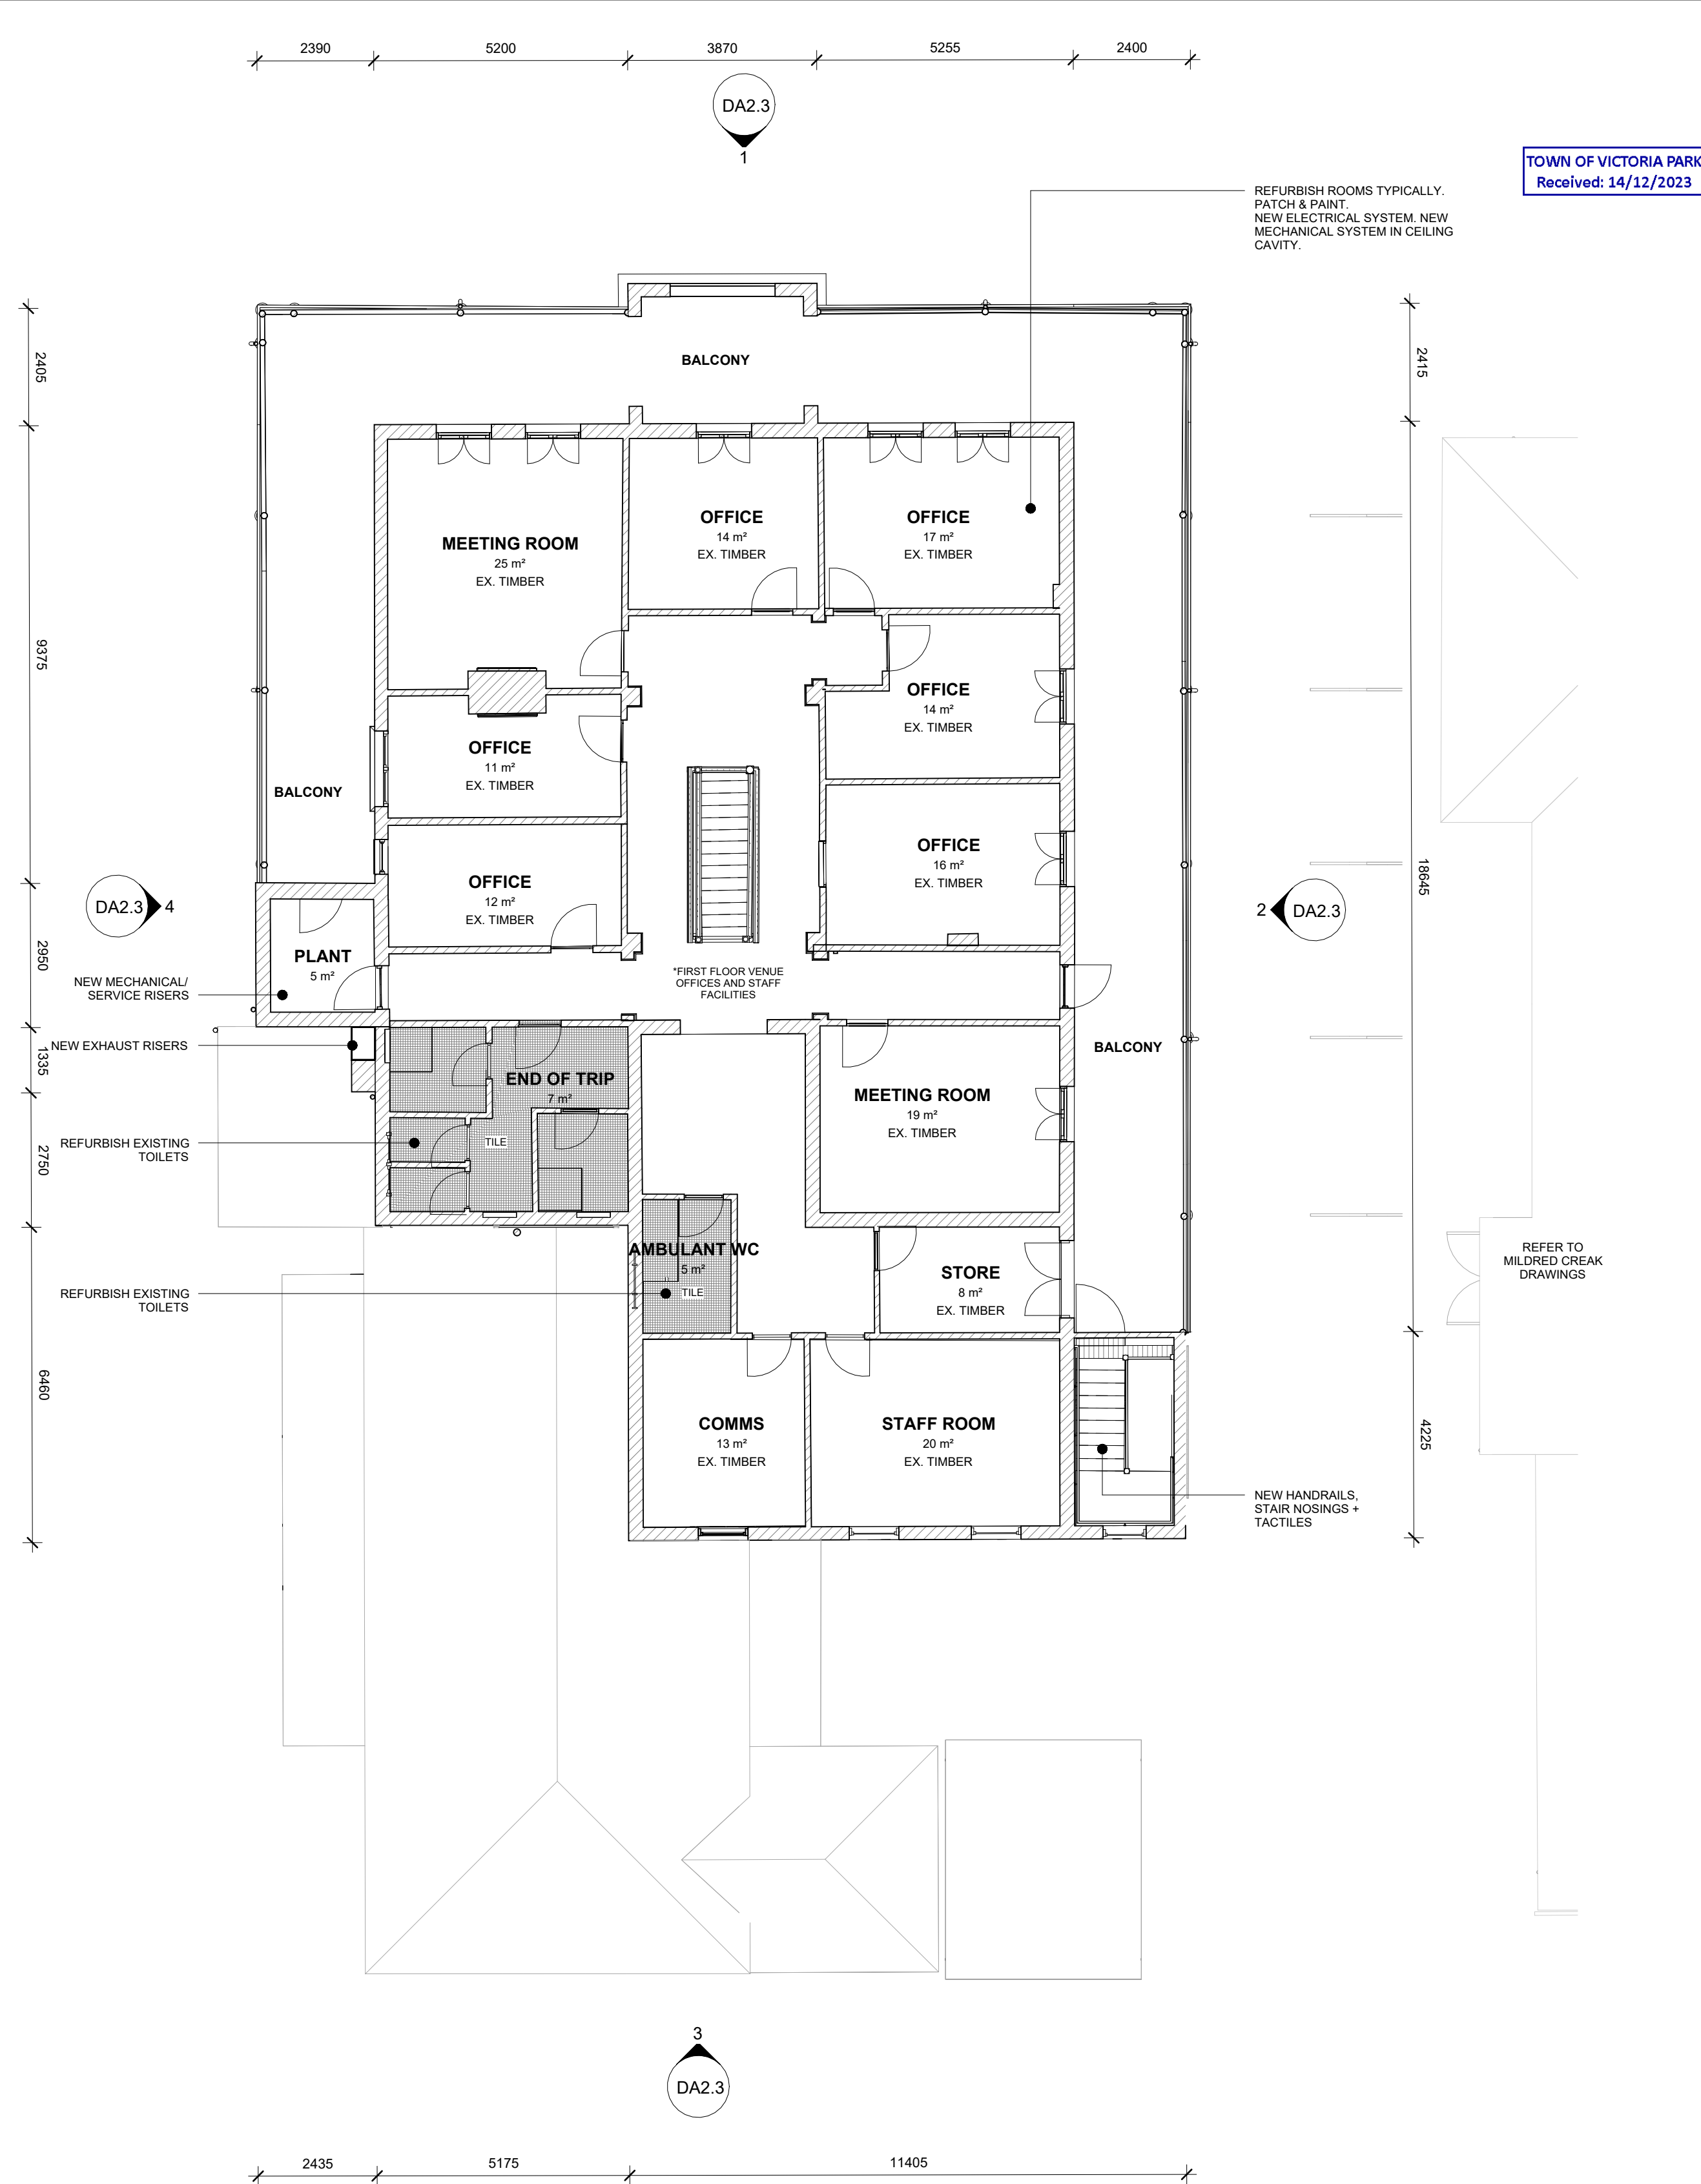 2390
5200
3870
5255
2400
DA2.3
1
TOWN OF VICTORIA PARK
Received: 14/12/2023
REFURBISH ROOMS TYPICALLY.
PATCH & PAINT.
NEW ELECTRICAL SYSTEM. NEW
MECHANICAL SYSTEM IN CEILING
CAVITY.
2405
BALCONY
2415
OFFICE
14 m²
EX. TIMBER
OFFICE
17 m²
EX. TIMBER
MEETING ROOM
25 m²
EX. TIMBER
9375
OFFICE
14 m²
EX. TIMBER
OFFICE
11 m²
EX. TIMBER
BALCONY
OFFICE
16 m²
EX. TIMBER
18645
OFFICE
12 m²
EX. TIMBER
DA2.3
4
2
DA2.3
2950
PLANT
5 m²
*FIRST FLOOR VENUE
OFFICES AND STAFF
FACILITIES
NEW MECHANICAL/
SERVICE RISERS
NEW EXHAUST RISERS
1335
BALCONY
END OF TRIP
7 m²
TILE
MEETING ROOM
19 m²
EX. TIMBER
REFURBISH EXISTING
TOILETS
2750
AMBULANT WC
5 m²
TILE
STORE
8 m²
EX. TIMBER
REFER TO
MILDRED CREAK
DRAWINGS
REFURBISH EXISTING
TOILETS
6460
COMMS
13 m²
EX. TIMBER
STAFF ROOM
20 m²
EX. TIMBER
4225
NEW HANDRAILS,
STAIR NOSINGS +
TACTILES
3
DA2.3
2435
5175
11405